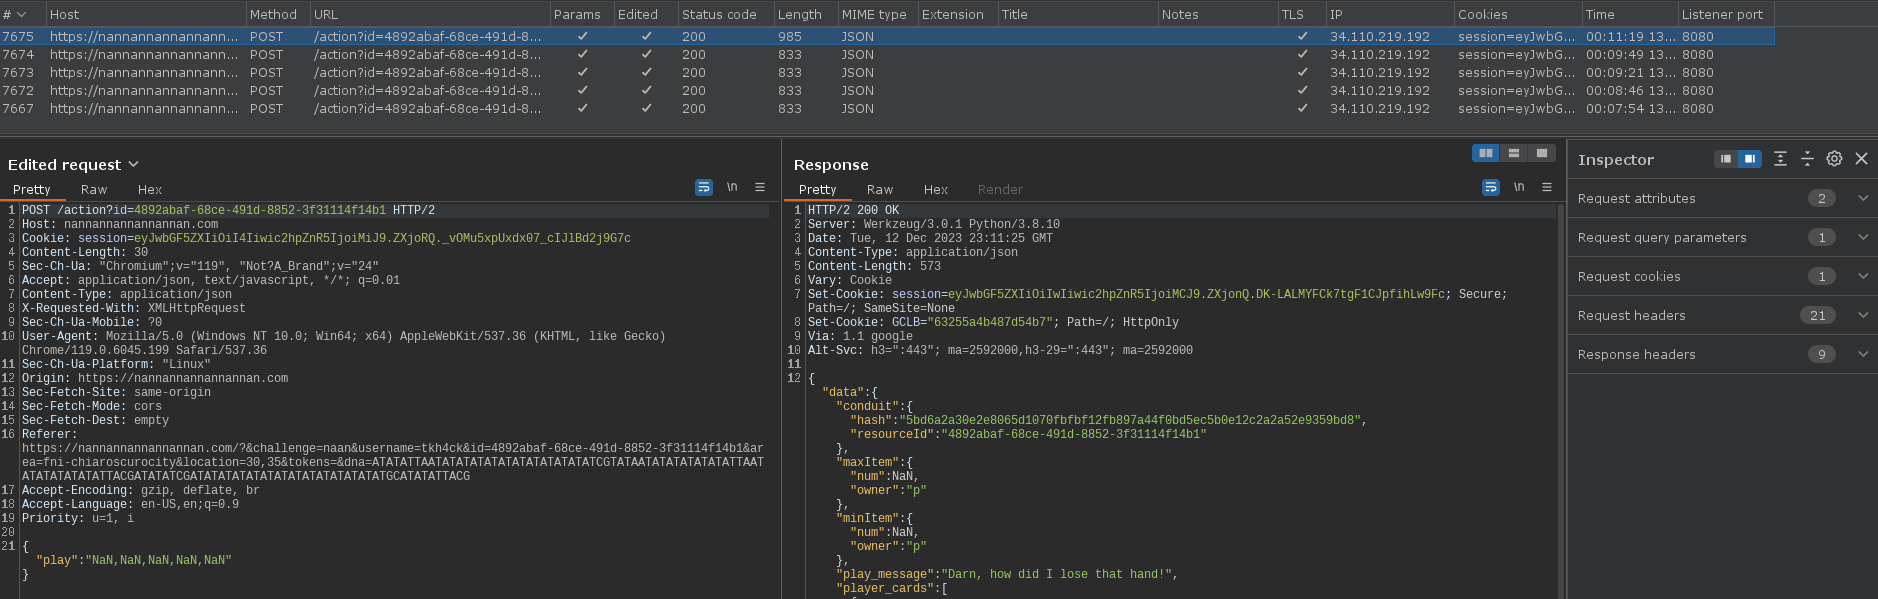 # Host Method URL Params Edited Status code Length MIME type Extension Title Notes TLS IP Cookies Time Listener port
7675 https://nannannannannann... POST /action?id=4892abaf-68ce-491d-8... ✓ ✓ 200 985 JSON ✓ 34.110.219.192 session=eyJwbG... 00:11:19 13... 8080
7674 https://nannannannannann... POST /action?id=4892abaf-68ce-491d-8... ✓ ✓ 200 833 JSON ✓ 34.110.219.192 session=eyJwbG... 00:09:49 13... 8080
7673 https://nannannannannann... POST /action?id=4892abaf-68ce-491d-8... ✓ ✓ 200 833 JSON ✓ 34.110.219.192 session=eyJwbG... 00:09:21 13... 8080
7672 https://nannannannannann... POST /action?id=4892abaf-68ce-491d-8... ✓ ✓ 200 833 JSON ✓ 34.110.219.192 session=eyJwbG... 00:08:46 13... 8080
7667 https://nannannannannann... POST /action?id=4892abaf-68ce-491d-8... ✓ ✓ 200 833 JSON ✓ 34.110.219.192 session=eyJwbG... 00:07:54 13... 8080
Edited request
Pretty Raw Hex \n
1 POST /action?id=4892abaf-68ce-491d-8852-3f31114f14b1 HTTP/2
2 Host: nannannannannannan.com
3 Cookie: session=eyJwbGF5ZXIiOiI4Iiwic2hpZnR5IjoiMiJ9.ZXjoRQ._vOMu5xpUxdx07_cIJlBd2j9G7c
4 Content-Length: 30
5 Sec-Ch-Ua: "Chromium";v="119", "Not?A_Brand";v="24"
6 Accept: application/json, text/javascript, */*; q=0.01
7 Content-Type: application/json
8 X-Requested-With: XMLHttpRequest
9 Sec-Ch-Ua-Mobile: ?0
10 User-Agent: Mozilla/5.0 (Windows NT 10.0; Win64; x64) AppleWebKit/537.36 (KHTML, like Gecko)
Chrome/119.0.6045.199 Safari/537.36
11 Sec-Ch-Ua-Platform: "Linux"
12 Origin: https://nannannannannannan.com
13 Sec-Fetch-Site: same-origin
14 Sec-Fetch-Mode: cors
15 Sec-Fetch-Dest: empty
16 Referer:
https://nannannannannannan.com/?&challenge=naan&username=tkh4ck&id=4892abaf-68ce-491d-8852-3f31114f14b1&ar
ea=fni-chiaroscurocity&location=30,35&tokens=&dna=ATATATTAATATATATATATATATATATATATCGTATAATATATATATATATTAAT
ATATATATATATTACGATATATCGATATATATATATATATATATATATATATGCATATATTACG
17 Accept-Encoding: gzip, deflate, br
18 Accept-Language: en-US,en;q=0.9
19 Priority: u=1, i
20
21 {
"play":"NaN,NaN,NaN,NaN,NaN"
}
Response
Pretty Raw Hex Render \n
1 HTTP/2 200 OK
2 Server: Werkzeug/3.0.1 Python/3.8.10
3 Date: Tue, 12 Dec 2023 23:11:25 GMT
4 Content-Type: application/json
5 Content-Length: 573
6 Vary: Cookie
7 Set-Cookie: session=eyJwbGF5ZXIiOiIwIiwic2hpZnR5IjoiMCJ9.ZXjonQ.DK-LALMYFCk7tgF1CJpfihLw9Fc; Secure;
Path=/; SameSite=None
8 Set-Cookie: GCLB="63255a4b487d54b7"; Path=/; HttpOnly
9 Via: 1.1 google
10 Alt-Svc: h3=":443"; ma=2592000,h3-29=":443"; ma=2592000
11
12 {
"data":{
"conduit":{
"hash":"5bd6a2a30e2e8065d1070fbfbf12fb897a44f0bd5ec5b0e12c2a2a52e9359bd8",
"resourceId":"4892abaf-68ce-491d-8852-3f31114f14b1"
},
"maxItem":{
"num":NaN,
"owner":"p"
},
"minItem":{
"num":NaN,
"owner":"p"
},
"play_message":"Darn, how did I lose that hand!",
"player_cards":[
Inspector
Request attributes 2
Request query parameters 1
Request cookies 1
Request headers 21
Response headers 9